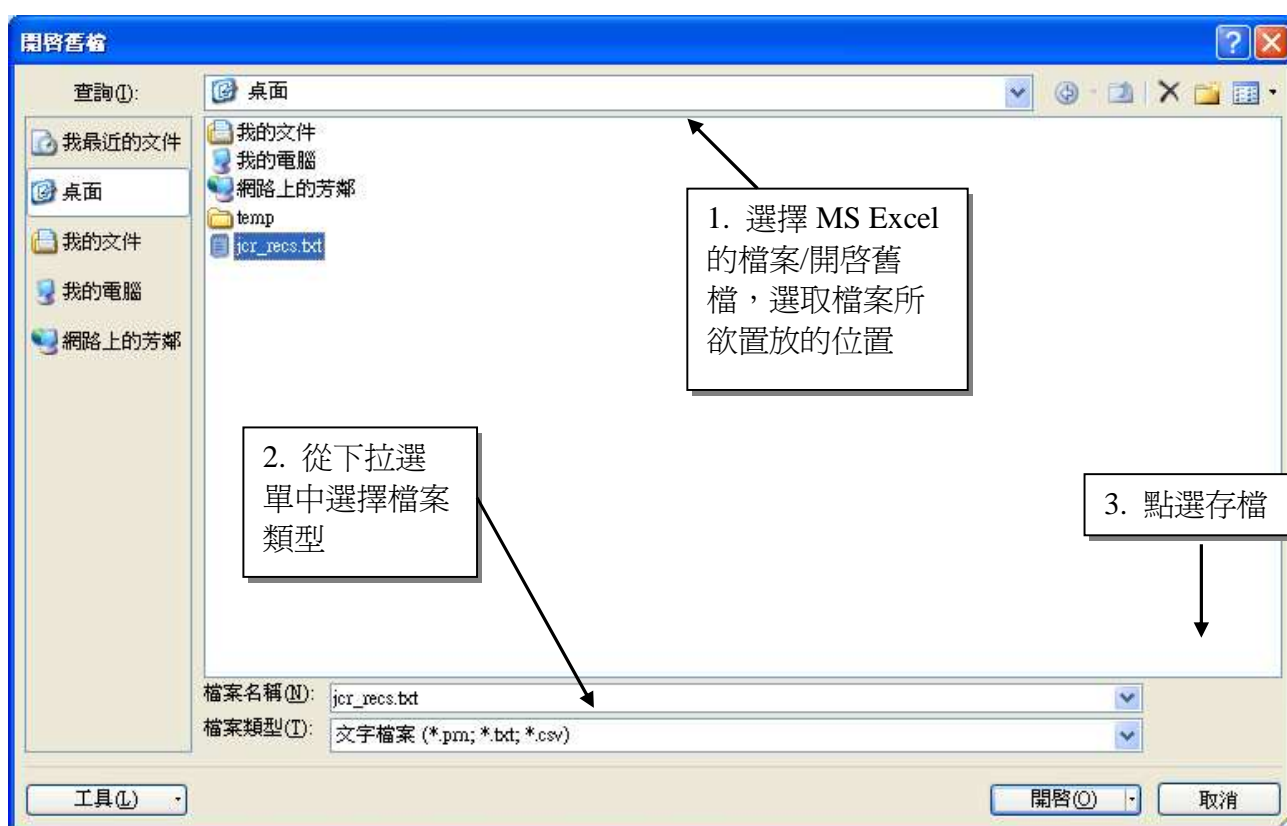 開啓舊檔
查詢(I):
桌面
我最近的文件
桌面
我的文件
我的電腦
網路上的芳鄰
我的文件
我的電腦
網路上的芳鄰
temp
jcr_recs.txt
1. 選擇 MS Excel
的檔案/開啓舊
檔,選取檔案所
欲置放的位置
2. 從下拉選
單中選擇檔案
類型
3. 點選存檔
檔案名稱(N):
jcr_recs.txt
檔案類型(T):
文字檔案 (*.prn; *.txt; *.csv)
工具(L)
開啓(O)
取消